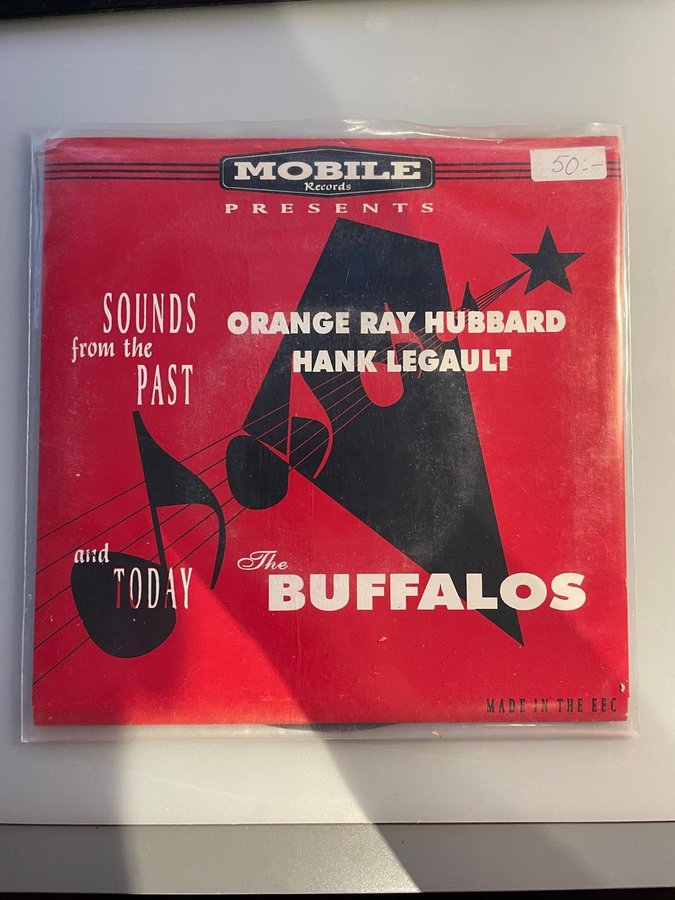 MOBILE
Records
PRESENTS
50:-
SOUNDS
from the
PAST
ORANGE RAY HUBBARD
HANK LEGAULT
and
TODAY
The
BUFFALOS
MADE IN THE EEC